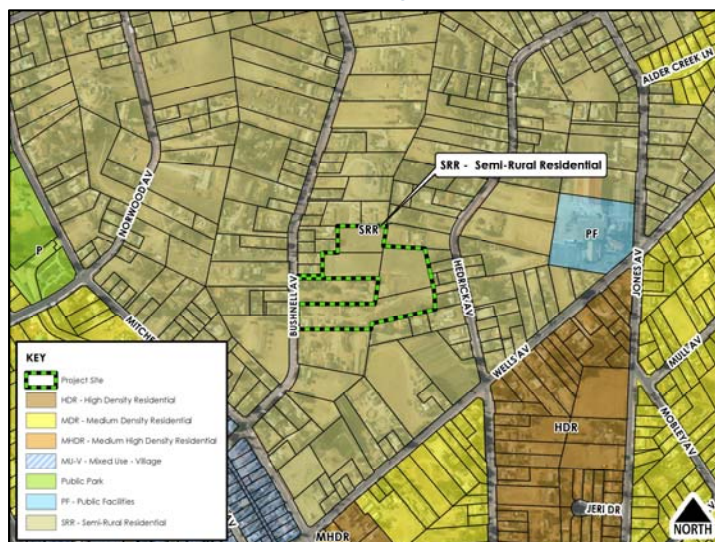 ALDER CREEK LN
SRR - Semi-Rural Residential
NORWOOD AV
SRR
PF
P
HEDRICK AV
JONES AV
BUSHNELL AV
WELLS AV
MULL AV
MOBLEY AV
HDR
JERI DR
MHDR
NORTH
KEY
Project Site
HDR - High Density Residential
MDR - Medium Density Residential
MHDR - Medium High Density Residential
MU-V - Mixed Use - Village
Public Park
PF - Public Facilities
SRR - Semi-Rural Residential